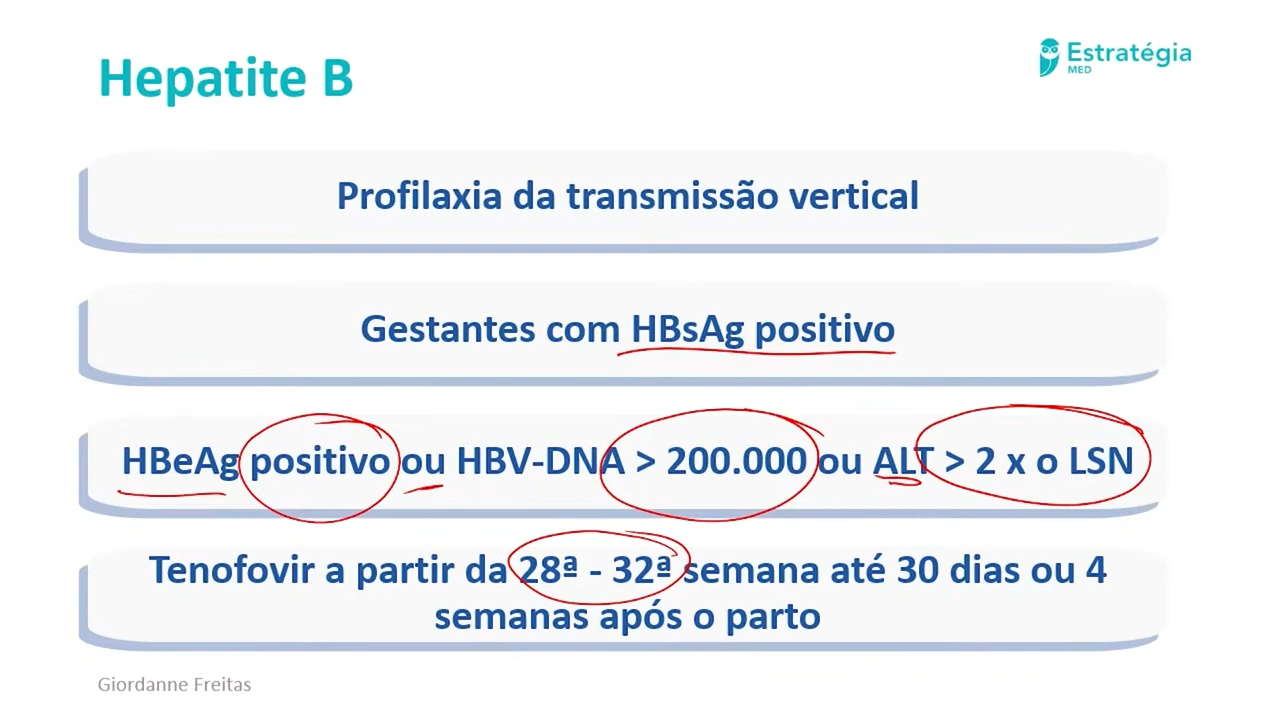 Hepatite B
Estratégia
MED
Profilaxia da transmissão vertical
Gestantes com HBsAg positivo
HBeAg positivo ou HBV-DNA > 200.000 ou ALT > 2 x o LSN
Tenofovir a partir da 28ª - 32ª semana até 30 dias ou 4
semanas após o parto
Giordanne Freitas